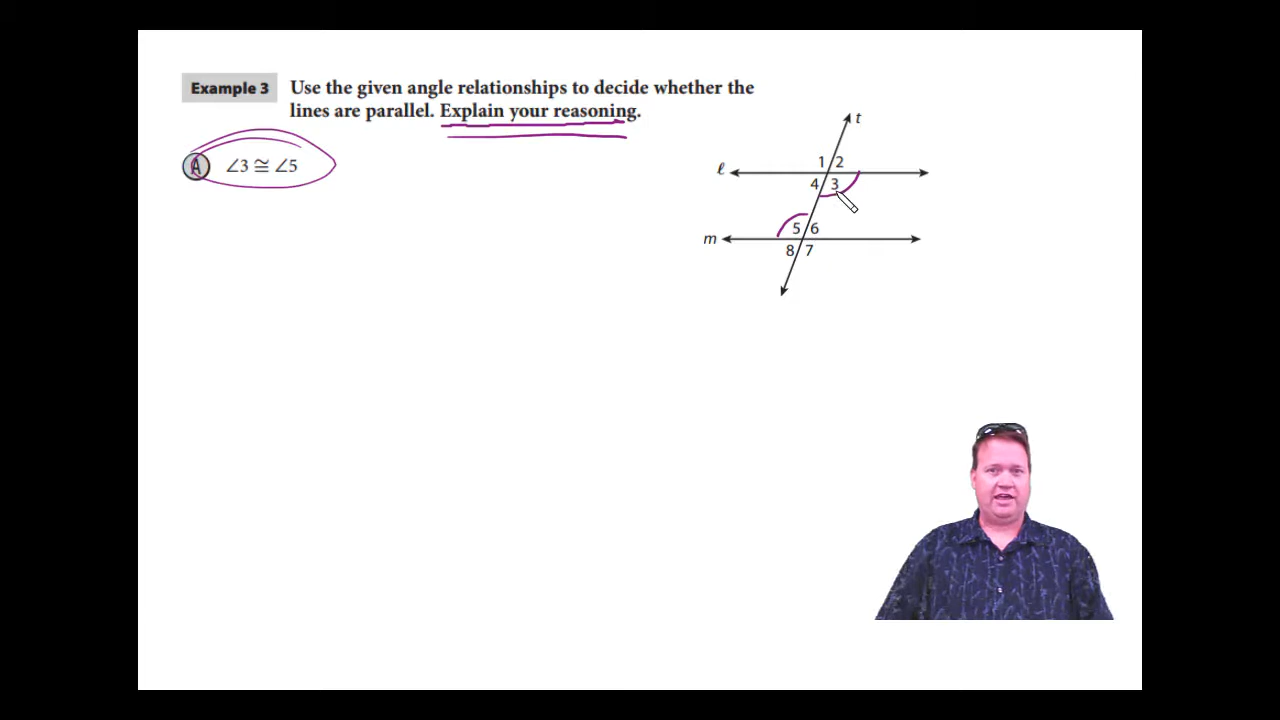 Example 3 Use the given angle relationships to decide whether the
lines are parallel. Explain your reasoning.
A ∠3 ≅ ∠5
t
1 2
ℓ
4 3
5 6
m
8 7